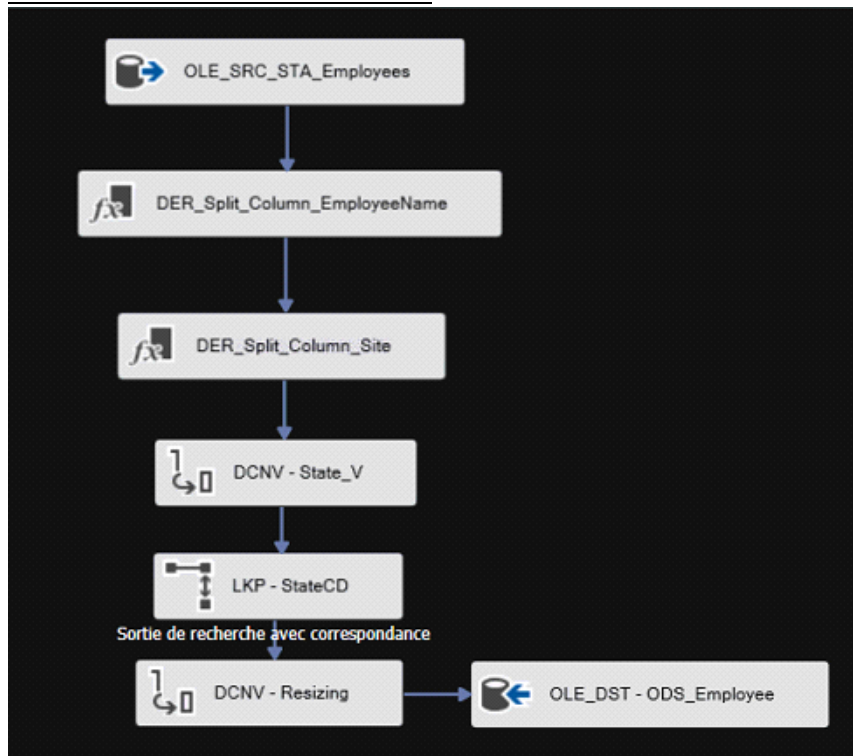 OLE_SRC_STA_Employees
DER_Split_Column_EmployeeName
DER_Split_Column_Site
DCNV - State_V
LKP - StateCD
Sortie de recherche avec correspondance
DCNV - Resizing
OLE_DST - ODS_Employee